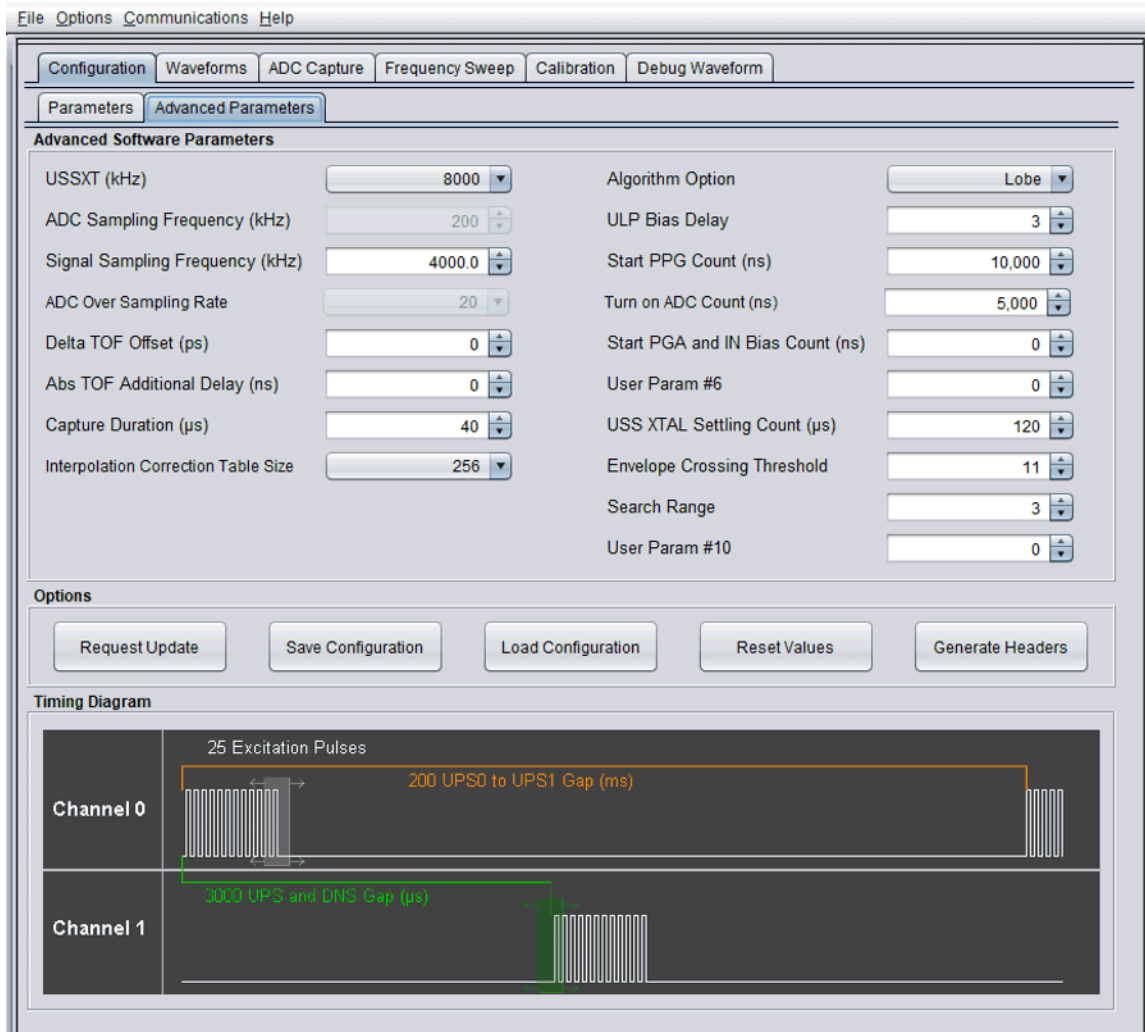 File Options Communications Help
Configuration Waveforms ADC Capture Frequency Sweep Calibration Debug Waveform
Parameters Advanced Parameters
Advanced Software Parameters
USSXT (kHz) 8000 Algorithm Option Lobe
ADC Sampling Frequency (kHz) 200 ULP Bias Delay 3
Signal Sampling Frequency (kHz) 4000.0 Start PPG Count (ns) 10,000
ADC Over Sampling Rate 20 Turn on ADC Count (ns) 5,000
Delta TOF Offset (ps) 0 Start PGA and IN Bias Count (ns) 0
Abs TOF Additional Delay (ns) 0 User Param #6 0
Capture Duration (µs) 40 USS XTAL Settling Count (µs) 120
Interpolation Correction Table Size 256 Envelope Crossing Threshold 11
Search Range 3
User Param #10 0
Options
Request Update Save Configuration Load Configuration Reset Values Generate Headers
Timing Diagram
25 Excitation Pulses
200 UPS0 to UPS1 Gap (ms)
Channel 0
3000 UPS and DNS Gap (µs)
Channel 1